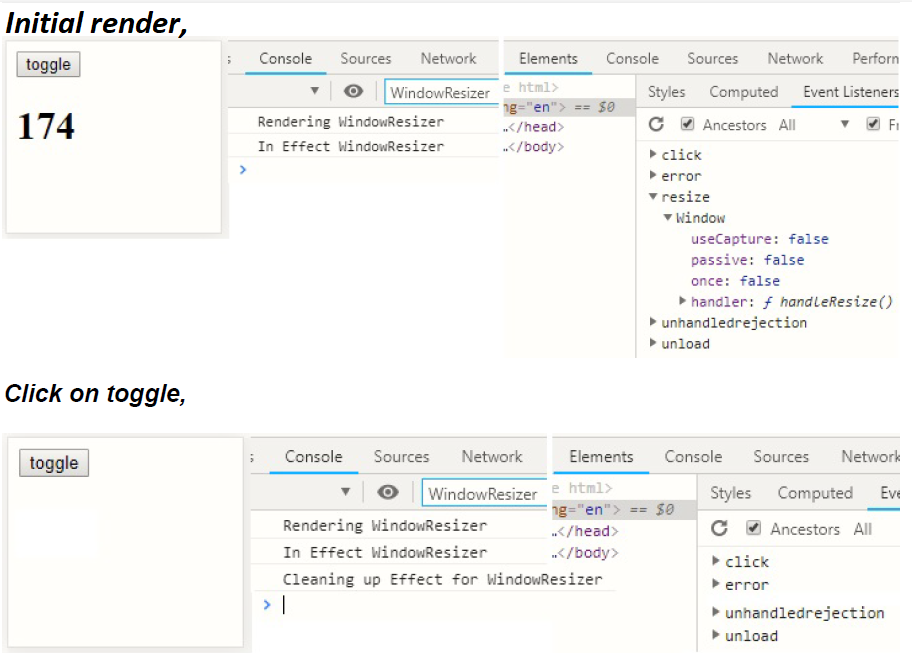 Initial render,
toggle
174
Console Sources Network
WindowResizer
Rendering WindowResizer
In Effect WindowResizer
>
Elements Console Sources Network Perform
e html>
ng="en"> == $0
…</head>
…</body>
Styles Computed Event Listeners
Ancestors All ▼ Fr
▶ click
▶ error
▼ resize
▼ Window
useCapture: false
passive: false
once: false
▶ handler: ƒ handleResize()
▶ unhandledrejection
▶ unload
Click on toggle,
toggle
Console Sources Network
WindowResizer
Rendering WindowResizer
In Effect WindowResizer
Cleaning up Effect for WindowResizer
>
Elements Console Sources Network
e html>
ng="en"> == $0
…</head>
…</body>
Styles Computed Eve
Ancestors All
▶ click
▶ error
▶ unhandledrejection
▶ unload